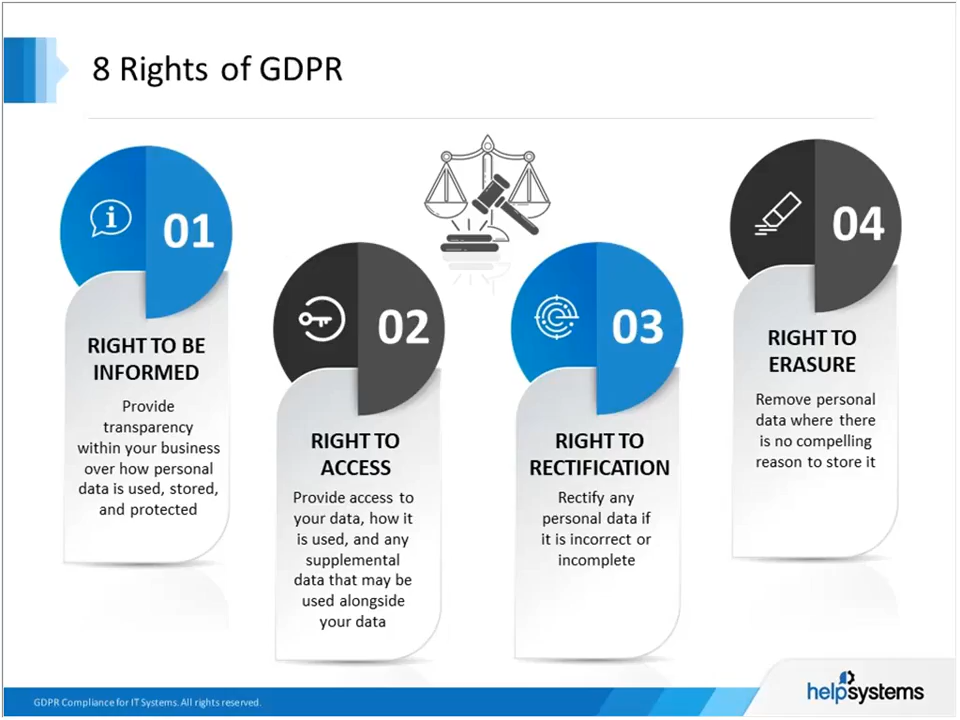 8 Rights of GDPR
01
RIGHT TO BE
INFORMED
Provide
transparency
within your business
over how personal
data is used, stored,
and protected
02
RIGHT TO
ACCESS
Provide access to
your data, how it
is used, and any
supplemental
data that may be
used alongside
your data
03
RIGHT TO
RECTIFICATION
Rectify any
personal data if
it is incorrect or
incomplete
04
RIGHT TO
ERASURE
Remove personal
data where there
is no compelling
reason to store it
GDPR Compliance for IT Systems. All rights reserved.
helpsystems